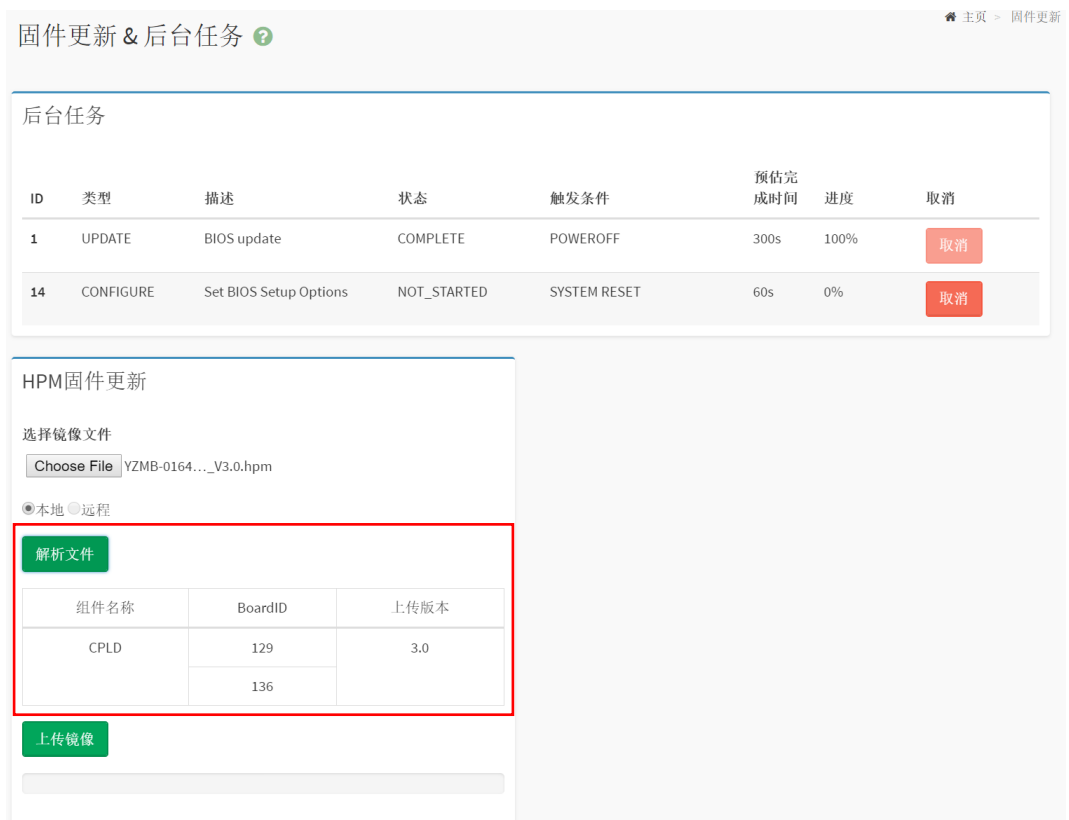 主页 > 固件更新
固件更新 & 后台任务 ?
后台任务
ID 类型 描述 状态 触发条件 预估完成时间 进度 取消
1 UPDATE BIOS update COMPLETE POWEROFF 300s 100% 取消
14 CONFIGURE Set BIOS Setup Options NOT_STARTED SYSTEM RESET 60s 0% 取消
HPM固件更新
选择镜像文件
Choose File YZMB-0164..._V3.0.hpm
本地 远程
解析文件
组件名称 BoardID 上传版本
CPLD 129 3.0
136
上传镜像